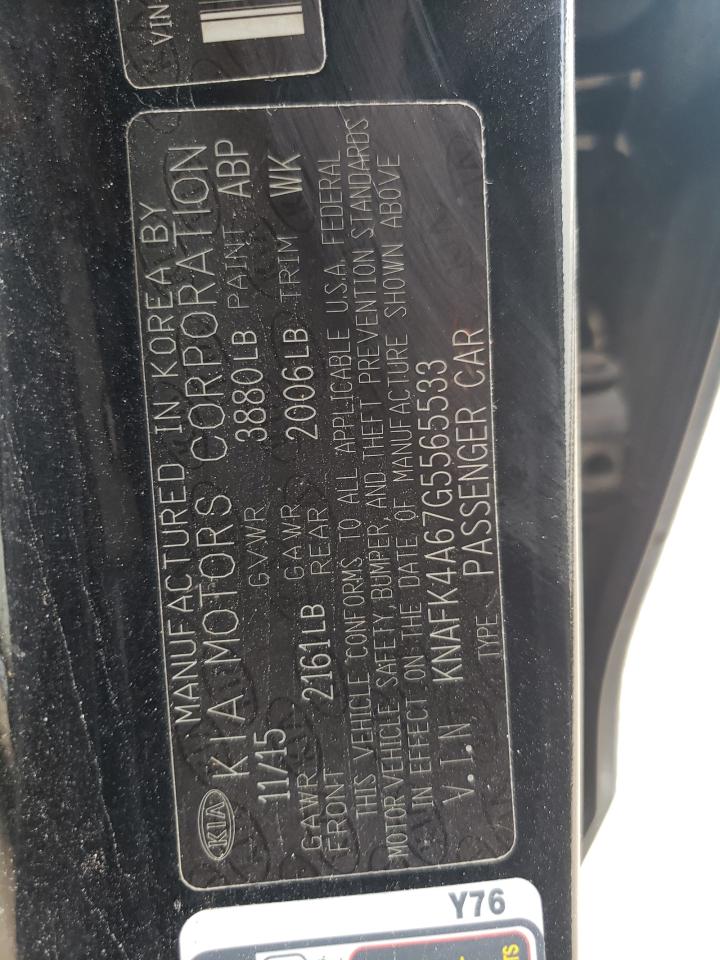 VIN
MANUFACTURED IN KOREA BY
KIA KIA MOTORS CORPORATION
11/15 GVWR 3880LB PAINT ABP
GAWR FRONT 2161LB GAWR REAR 2006LB TRIM WK
THIS VEHICLE CONFORMS TO ALL APPLICABLE U.S.A. FEDERAL
MOTOR VEHICLE SAFETY, BUMPER, AND THEFT PREVENTION STANDARDS
IN EFFECT ON THE DATE OF MANUFACTURE SHOWN ABOVE
V.I.N KNAFK4A67G5565533
TYPE PASSENGER CAR
Y76